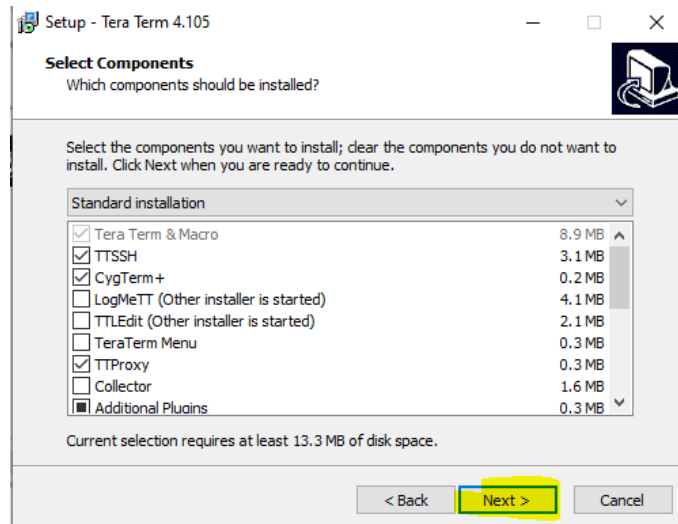 Setup - Tera Term 4.105
Select Components
Which components should be installed?
Select the components you want to install; clear the components you do not want to
install. Click Next when you are ready to continue.
Standard installation
Tera Term & Macro 8.9 MB
TTSSH 3.1 MB
CygTerm+ 0.2 MB
LogMeTT (Other installer is started) 4.1 MB
TTLEdit (Other installer is started) 2.1 MB
TeraTerm Menu 0.3 MB
TTProxy 0.3 MB
Collector 1.6 MB
Additional Plugins 0.3 MB
Current selection requires at least 13.3 MB of disk space.
< Back Next > Cancel